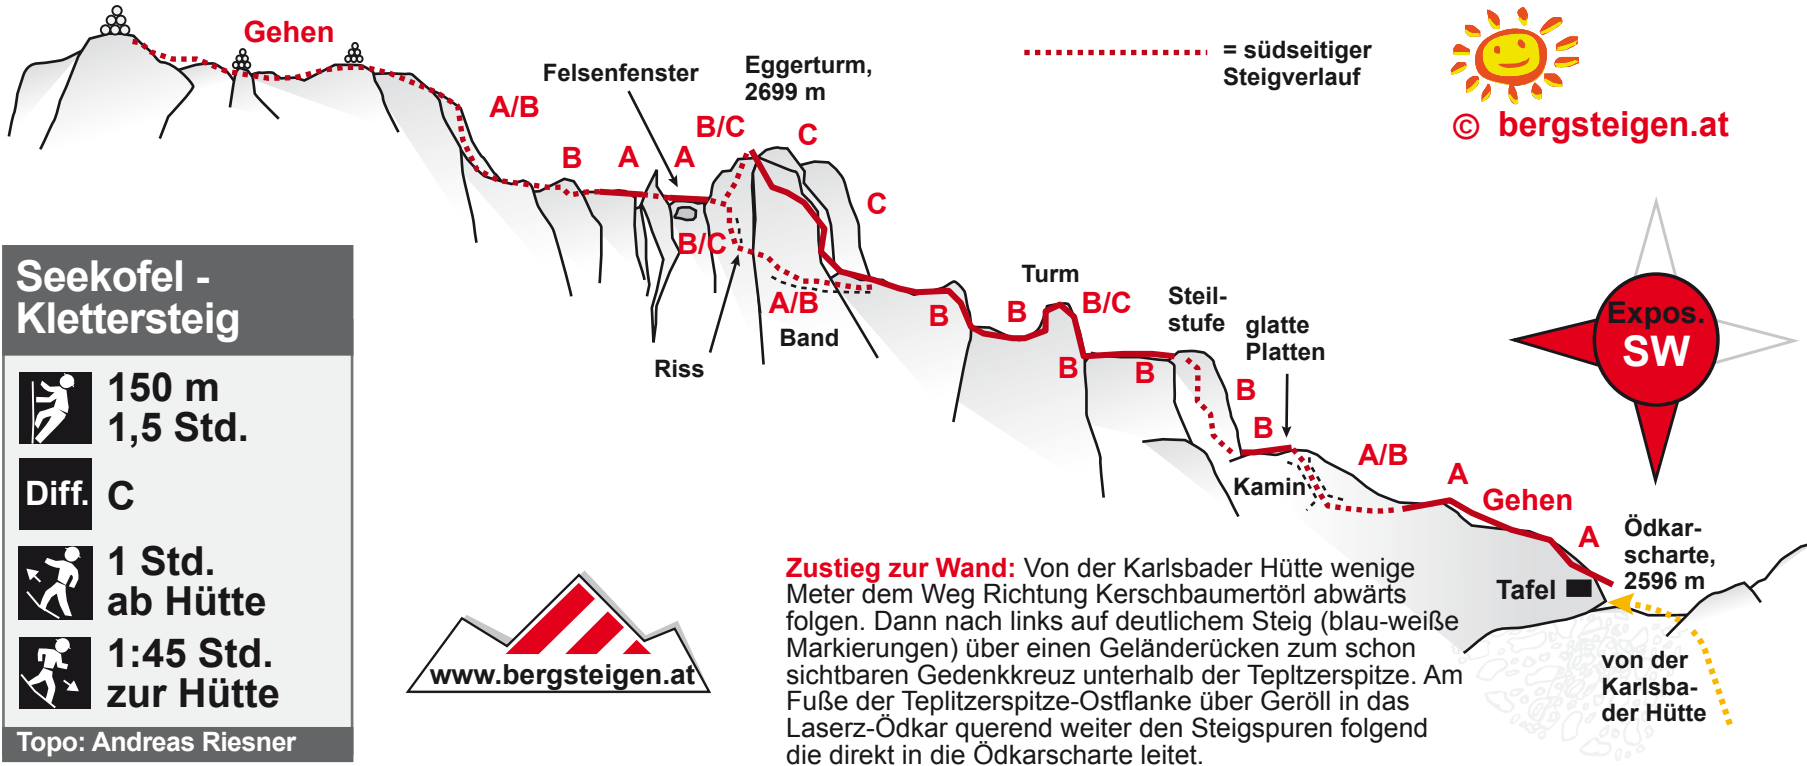 Gehen
A/B
Felsenfenster
Eggerturm,
2699 m
= südseitiger
Steigverlauf
© bergsteigen.at
B
A
A
B/C
C
C
B/C
A/B
Band
Riss
B
B
Turm
B/C
B
B
Steil-
stufe
glatte
Platten
B
B
Kamin
A/B
A
Gehen
A
Ödkar-
scharte,
2596 m
Tafel
von der
Karlsba-
der Hütte
Expos.
SW
Seekofel -
Klettersteig
150 m
1,5 Std.
Diff. C
1 Std.
ab Hütte
1:45 Std.
zur Hütte
Topo: Andreas Riesner
www.bergsteigen.at
Zustieg zur Wand: Von der Karlsbader Hütte wenige
Meter dem Weg Richtung Kerschbaumertörl abwärts
folgen. Dann nach links auf deutlichem Steig (blau-weiße
Markierungen) über einen Geländerücken zum schon
sichtbaren Gedenkkreuz unterhalb der Tepltzerspitze. Am
Fuße der Teplitzerspitze-Ostflanke über Geröll in das
Laserz-Ödkar querend weiter den Steigspuren folgend
die direkt in die Ödkarscharte leitet.